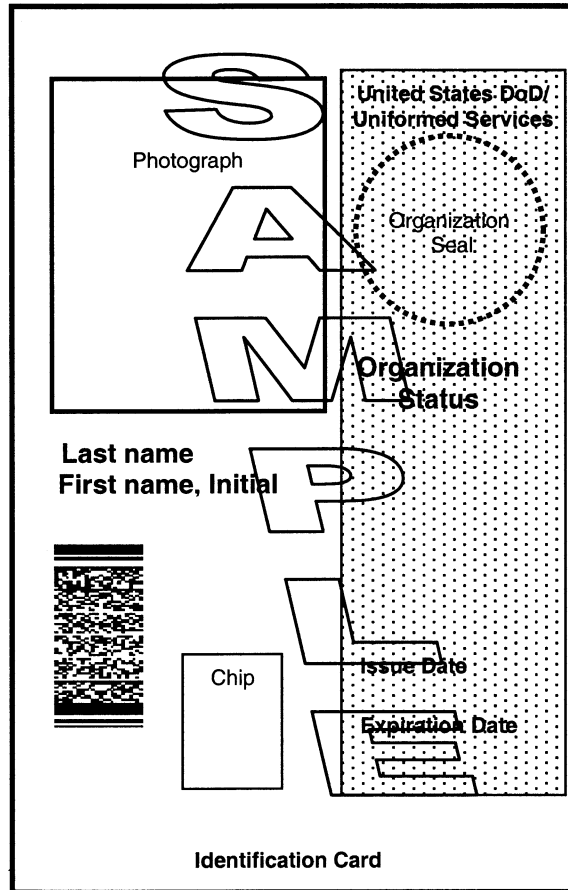 SAMPLE
United States DoD/
Uniformed Services
Photograph
Organization
Seal
Organization
Status
Last name
First name, Initial
Chip
Issue Date
Expiration Date
Identification Card